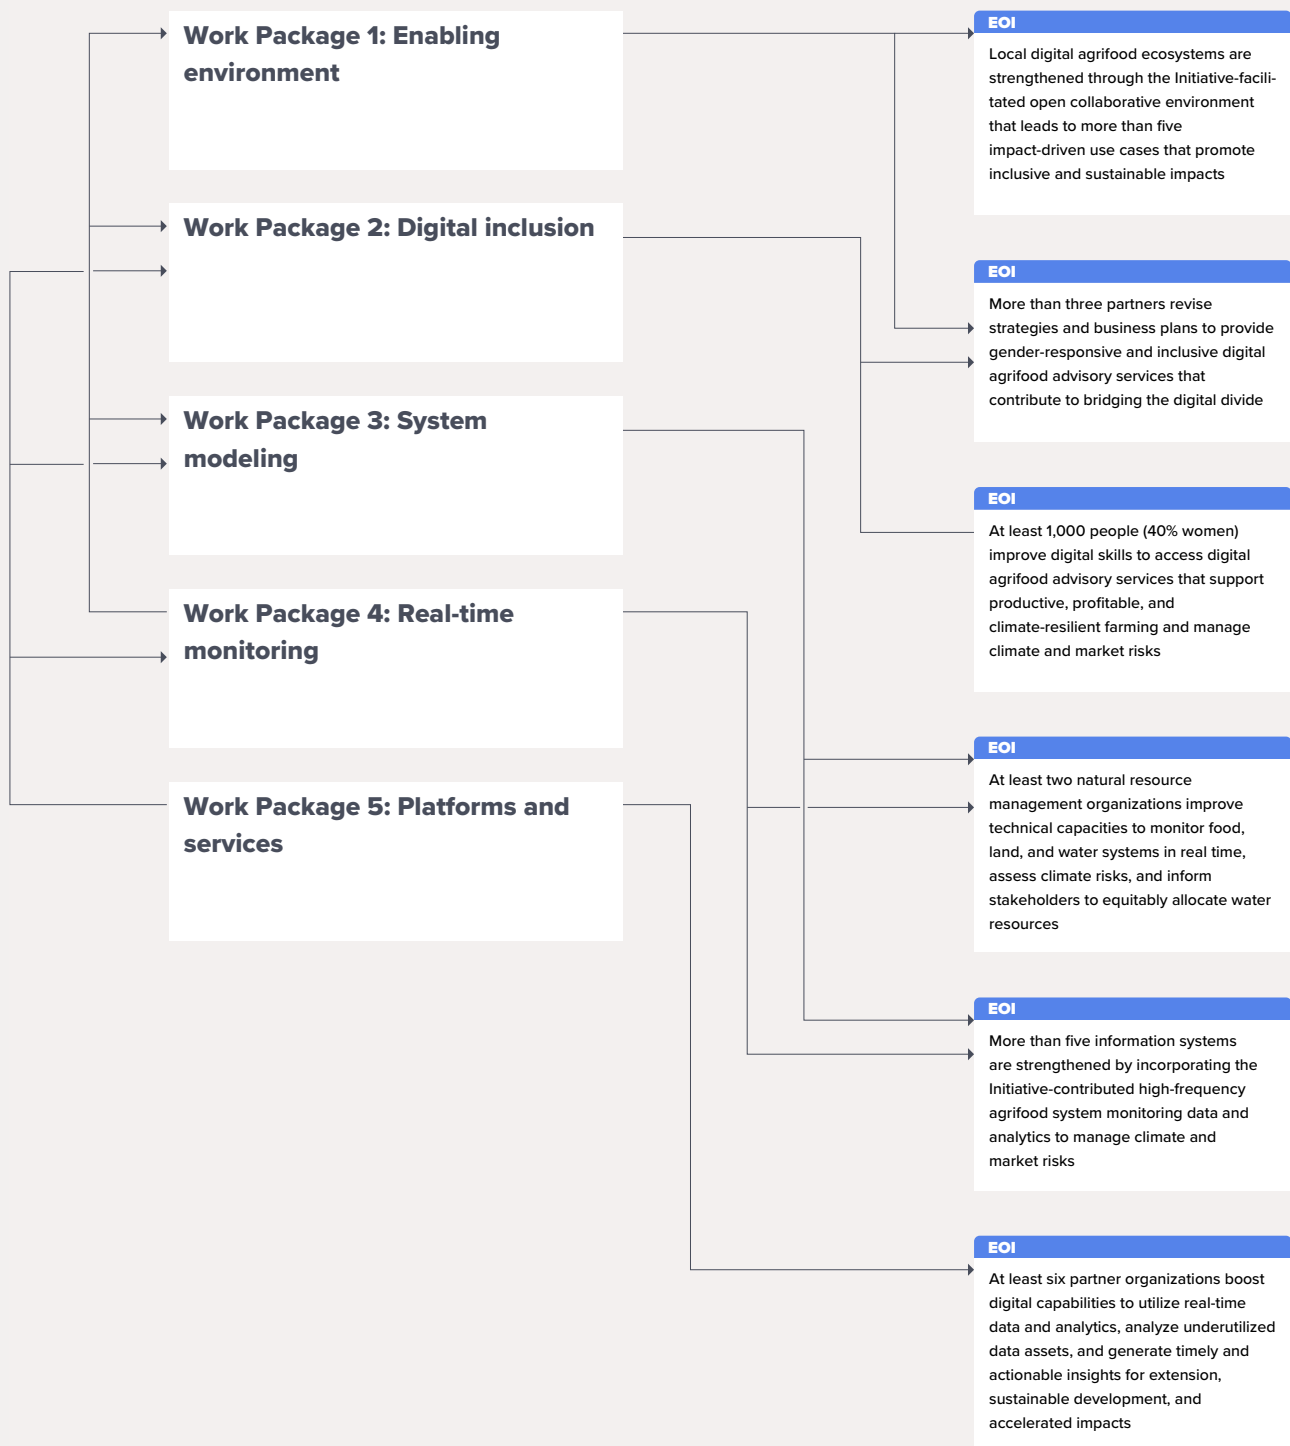 Work Package 1: Enabling
environment
Work Package 2: Digital inclusion
Work Package 3: System
modeling
Work Package 4: Real-time
monitoring
Work Package 5: Platforms and
services
EOI
Local digital agrifood ecosystems are
strengthened through the Initiative-facili-
tated open collaborative environment
that leads to more than five
impact-driven use cases that promote
inclusive and sustainable impacts
EOI
More than three partners revise
strategies and business plans to provide
gender-responsive and inclusive digital
agrifood advisory services that
contribute to bridging the digital divide
EOI
At least 1,000 people (40% women)
improve digital skills to access digital
agrifood advisory services that support
productive, profitable, and
climate-resilient farming and manage
climate and market risks
EOI
At least two natural resource
management organizations improve
technical capacities to monitor food,
land, and water systems in real time,
assess climate risks, and inform
stakeholders to equitably allocate water
resources
EOI
More than five information systems
are strengthened by incorporating the
Initiative-contributed high-frequency
agrifood system monitoring data and
analytics to manage climate and
market risks
EOI
At least six partner organizations boost
digital capabilities to utilize real-time
data and analytics, analyze underutilized
data assets, and generate timely and
actionable insights for extension,
sustainable development, and
accelerated impacts